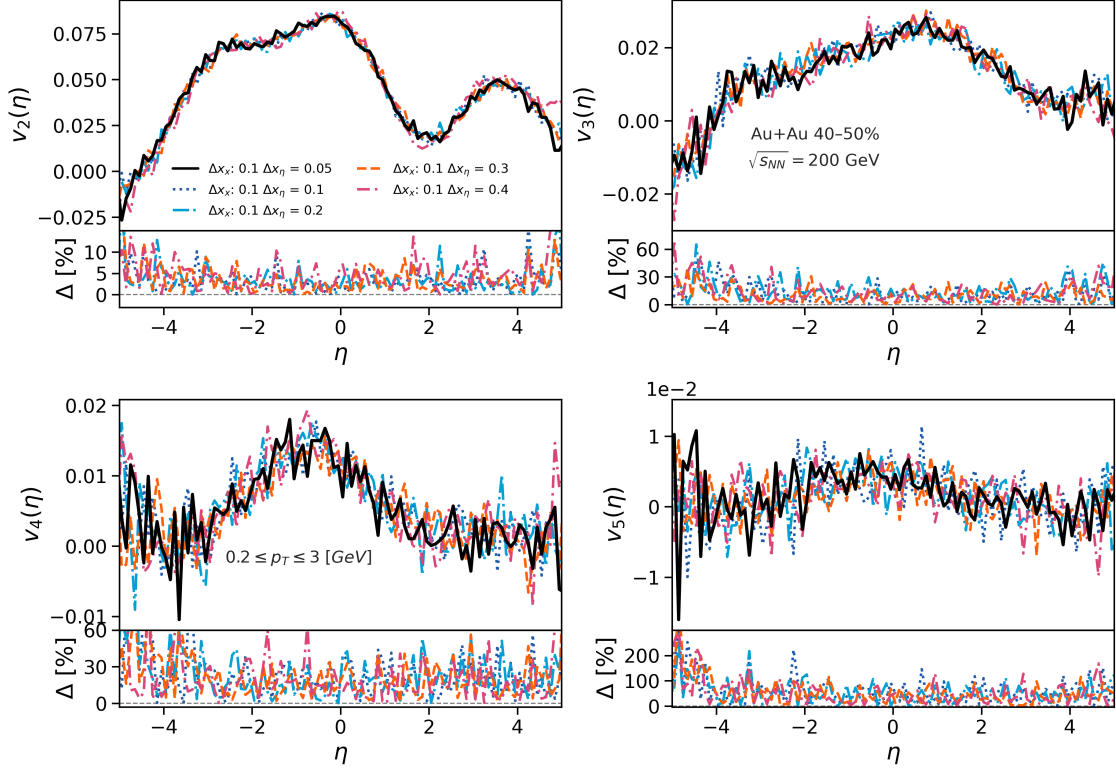 0.075
0.050
0.025
0.000
−0.025
v₂(η)
Δxₓ: 0.1 Δx_η = 0.05
Δxₓ: 0.1 Δx_η = 0.1
Δxₓ: 0.1 Δx_η = 0.2
Δxₓ: 0.1 Δx_η = 0.3
Δxₓ: 0.1 Δx_η = 0.4
10
5
0
Δ [%]
−4 −2 0 2 4
η
0.02
0.00
−0.02
v₃(η)
Au+Au 40–50%
√s_NN = 200 GeV
60
30
0
Δ [%]
−4 −2 0 2 4
η
0.02
0.01
0.00
−0.01
v₄(η)
0.2 ≤ p_T ≤ 3 [GeV]
60
30
0
Δ [%]
−4 −2 0 2 4
η
1e−2
1
0
−1
v₅(η)
200
100
0
Δ [%]
−4 −2 0 2 4
η